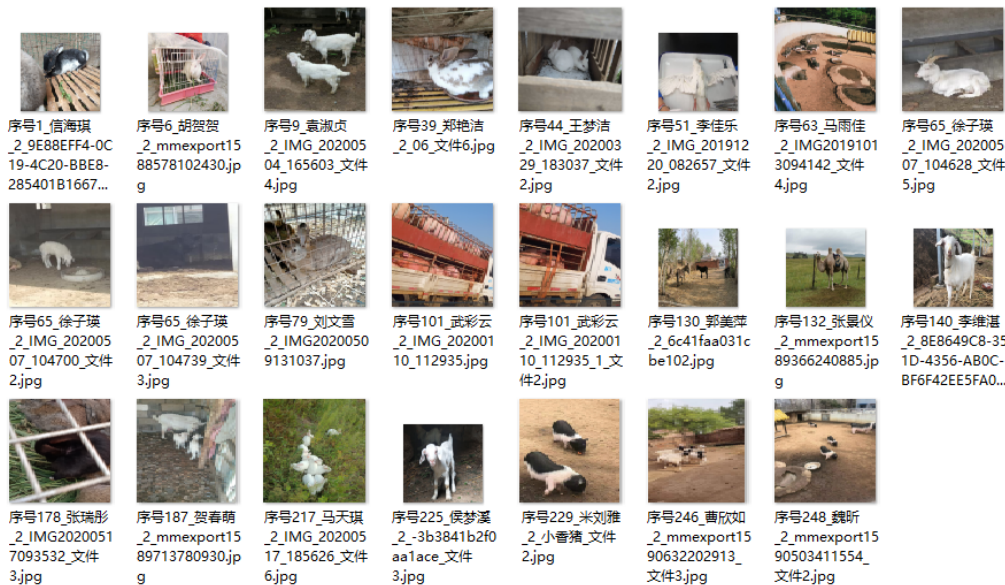 序号1_信海琪
_2_9E88EFF4-0C
19-4C20-BBE8-
285401B1667...
序号6_胡贺贺
_2_mmexport15
88578102430.jp
g
序号9_袁淑贞
_2_IMG_202005
04_165603_文件
4.jpg
序号39_郑艳洁
_2_06_文件6.jpg
序号44_王梦洁
_2_IMG_202003
29_183037_文件
2.jpg
序号51_李佳乐
_2_IMG_201912
20_082657_文件
2.jpg
序号63_马雨佳
_2_IMG2019101
3094142_文件
4.jpg
序号65_徐子瑛
_2_IMG_202005
07_104628_文件
5.jpg
序号65_徐子瑛
_2_IMG_202005
07_104700_文件
2.jpg
序号65_徐子瑛
_2_IMG_202005
07_104739_文件
3.jpg
序号79_刘文雪
_2_IMG2020050
9131037.jpg
序号101_武彩云
_2_IMG_202001
10_112935.jpg
序号101_武彩云
_2_IMG_202001
10_112935_1_文
件2.jpg
序号130_郭美萍
_2_6c41faa031c
be102.jpg
序号132_张景仪
_2_mmexport15
89366240885.jp
g
序号140_李维湛
_2_8E8649C8-35
1D-4356-AB0C-
BF6F42EE5FA0...
序号178_张瑞彤
_2_IMG2020051
7093532_文件
3.jpg
序号187_贺春萌
_2_mmexport15
89713780930.jp
g
序号217_马天琪
_2_IMG_202005
17_185626_文件
6.jpg
序号225_侯梦溪
_2_-3b3841b2f0
aa1ace_文件
3.jpg
序号229_米刘雅
_2_小香猪_文件
2.jpg
序号246_曹欣如
_2_mmexport15
90632202913_
文件3.jpg
序号248_魏昕
_2_mmexport15
90503411554_
文件2.jpg